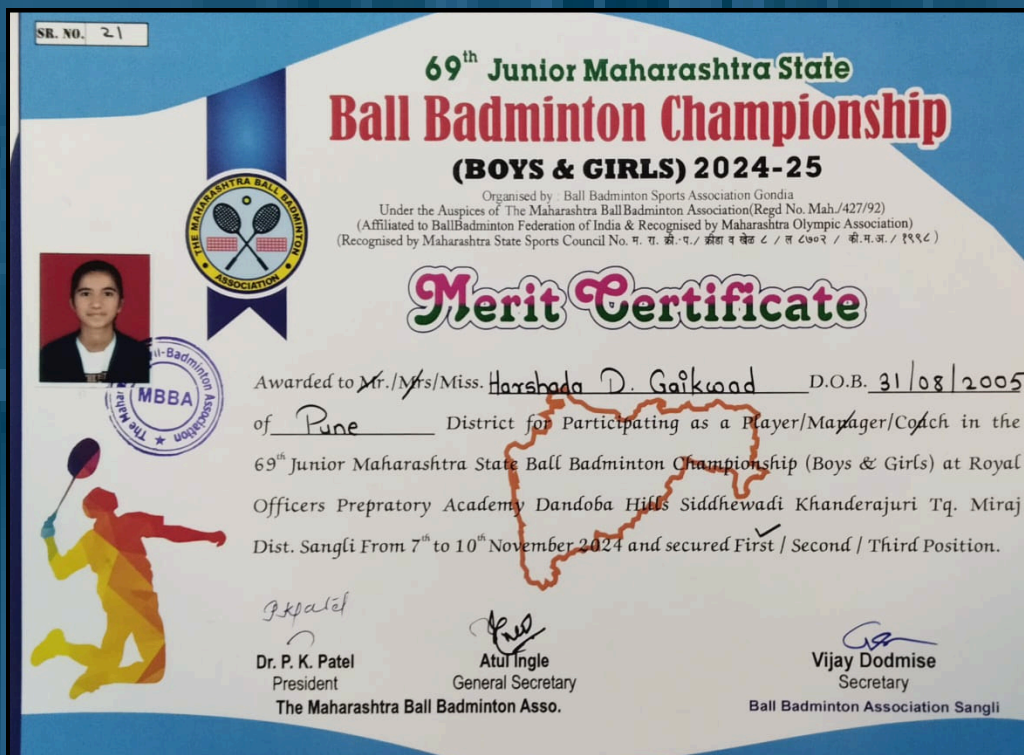 SR. NO. 21
69th Junior Maharashtra State
Ball Badminton Championship
(BOYS & GIRLS) 2024-25
Organised by : Ball Badminton Sports Association Gondia
Under the Auspices of The Maharashtra Ball Badminton Association(Regd No. Mah./427/92)
(Affiliated to BallBadminton Federation of India & Recognised by Maharashtra Olympic Association)
(Recognised by Maharashtra State Sports Council No. म. रा. क्री.-प./ क्रीडा व खेळ ८ / ल ८७०२ / की.म.अ. / १९९८)
THE MAHARASHTRA BALL BADMINTON
ASSOCIATION
Merit Certificate
Awarded to Mr./Mrs/Miss. Harshada D. Gaikwad D.O.B. 31/08/2005
of Pune District for Participating as a Player/Manager/Coach in the
69th Junior Maharashtra State Ball Badminton Championship (Boys & Girls) at Royal
Officers Prepratory Academy Dandoba Hills Siddhewadi Khanderajuri Tq. Miraj
Dist. Sangli From 7th to 10th November 2024 and secured First / Second / Third Position.
MBBA
The Badminton Association
P.K.Patel
Dr. P. K. Patel
President
Atul Ingle
General Secretary
The Maharashtra Ball Badminton Asso.
Vijay Dodmise
Secretary
Ball Badminton Association Sangli